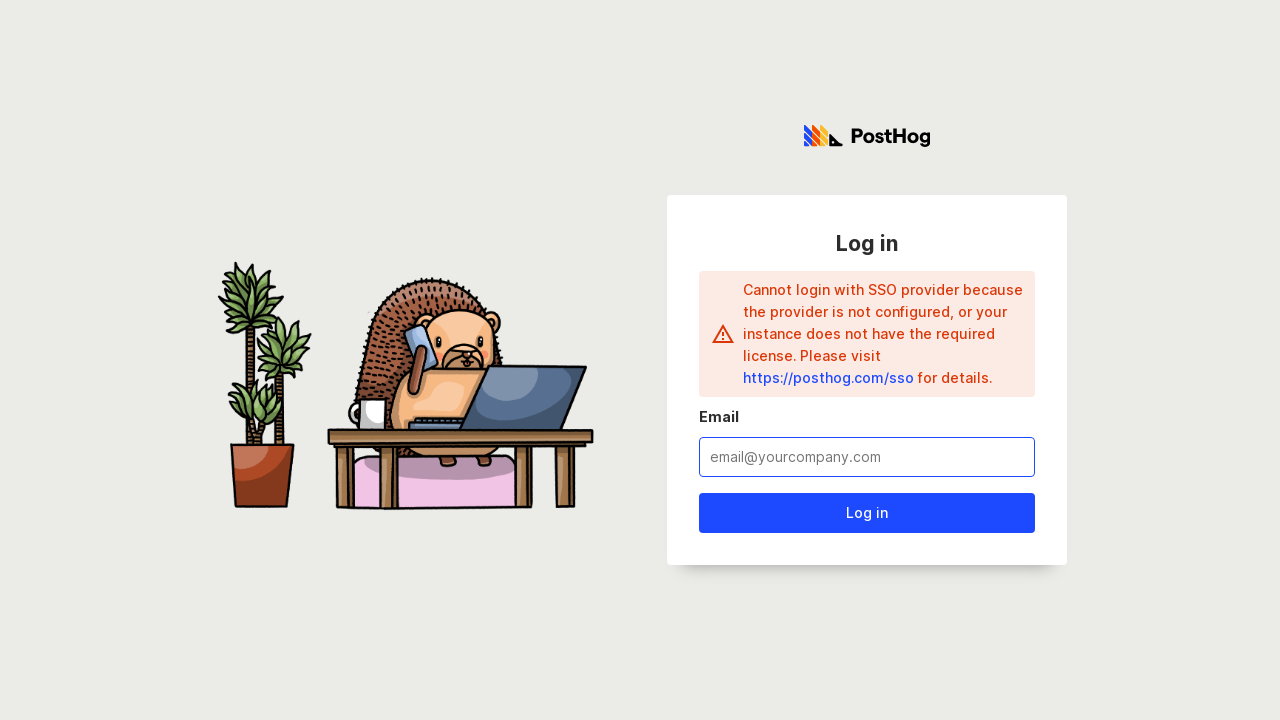 PostHog
Log in
Cannot login with SSO provider because
the provider is not configured, or your
instance does not have the required
license. Please visit
https://posthog.com/sso for details.
Email
email@yourcompany.com
Log in